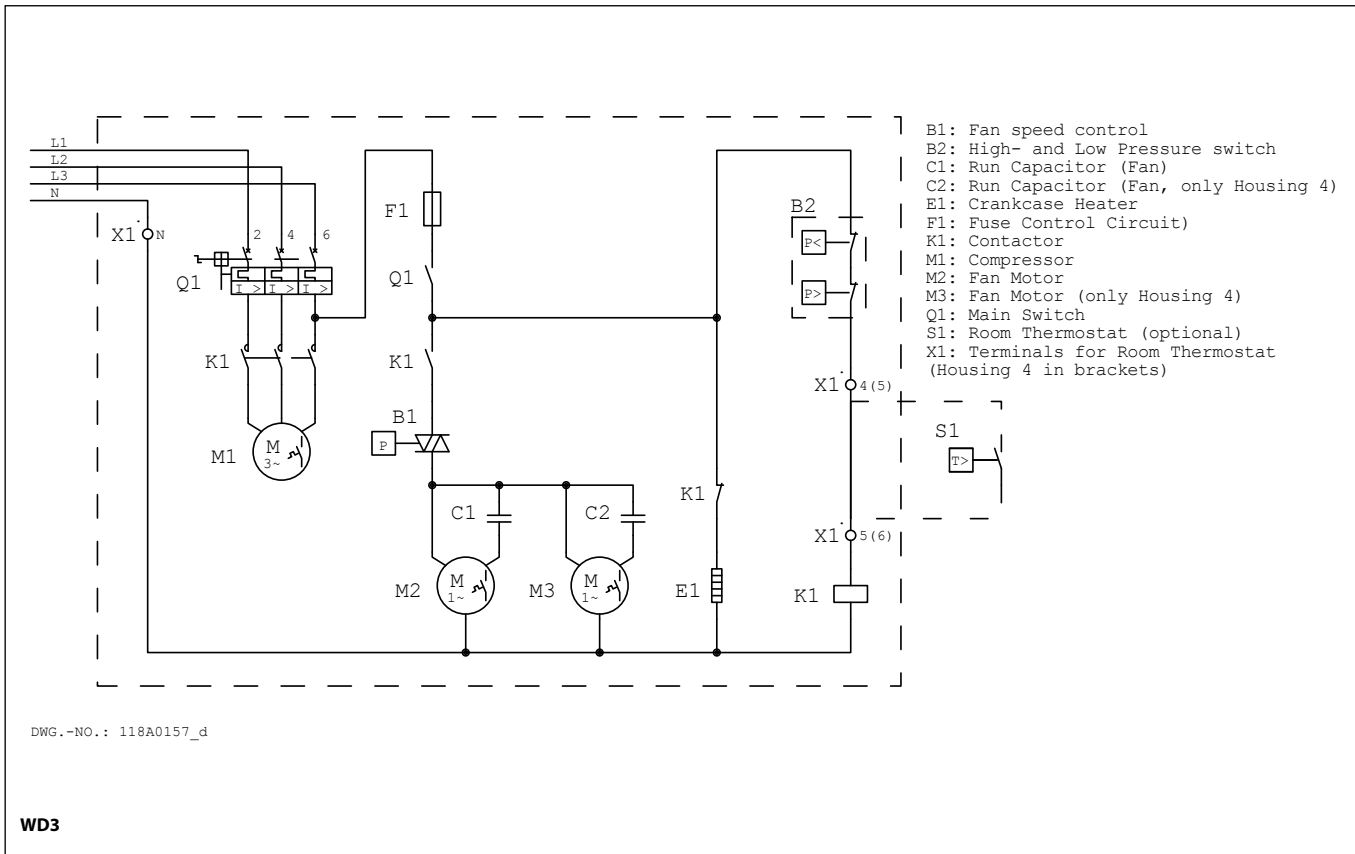 L1
L2
L3
N
X1 N
2 4 6
Q1
I > I > I >
K1
M1
M
3~
F1
Q1
K1
B1
P
C1
C2
M2
M
1~
M3
M
1~
K1
E1
B2
P<
P>
X1 4(5)
S1
T>
X1 5(6)
K1
B1: Fan speed control
B2: High- and Low Pressure switch
C1: Run Capacitor (Fan)
C2: Run Capacitor (Fan, only Housing 4)
E1: Crankcase Heater
F1: Fuse Control Circuit)
K1: Contactor
M1: Compressor
M2: Fan Motor
M3: Fan Motor (only Housing 4)
Q1: Main Switch
S1: Room Thermostat (optional)
X1: Terminals for Room Thermostat
(Housing 4 in brackets)
DWG.-NO.: 118A0157_d
WD3